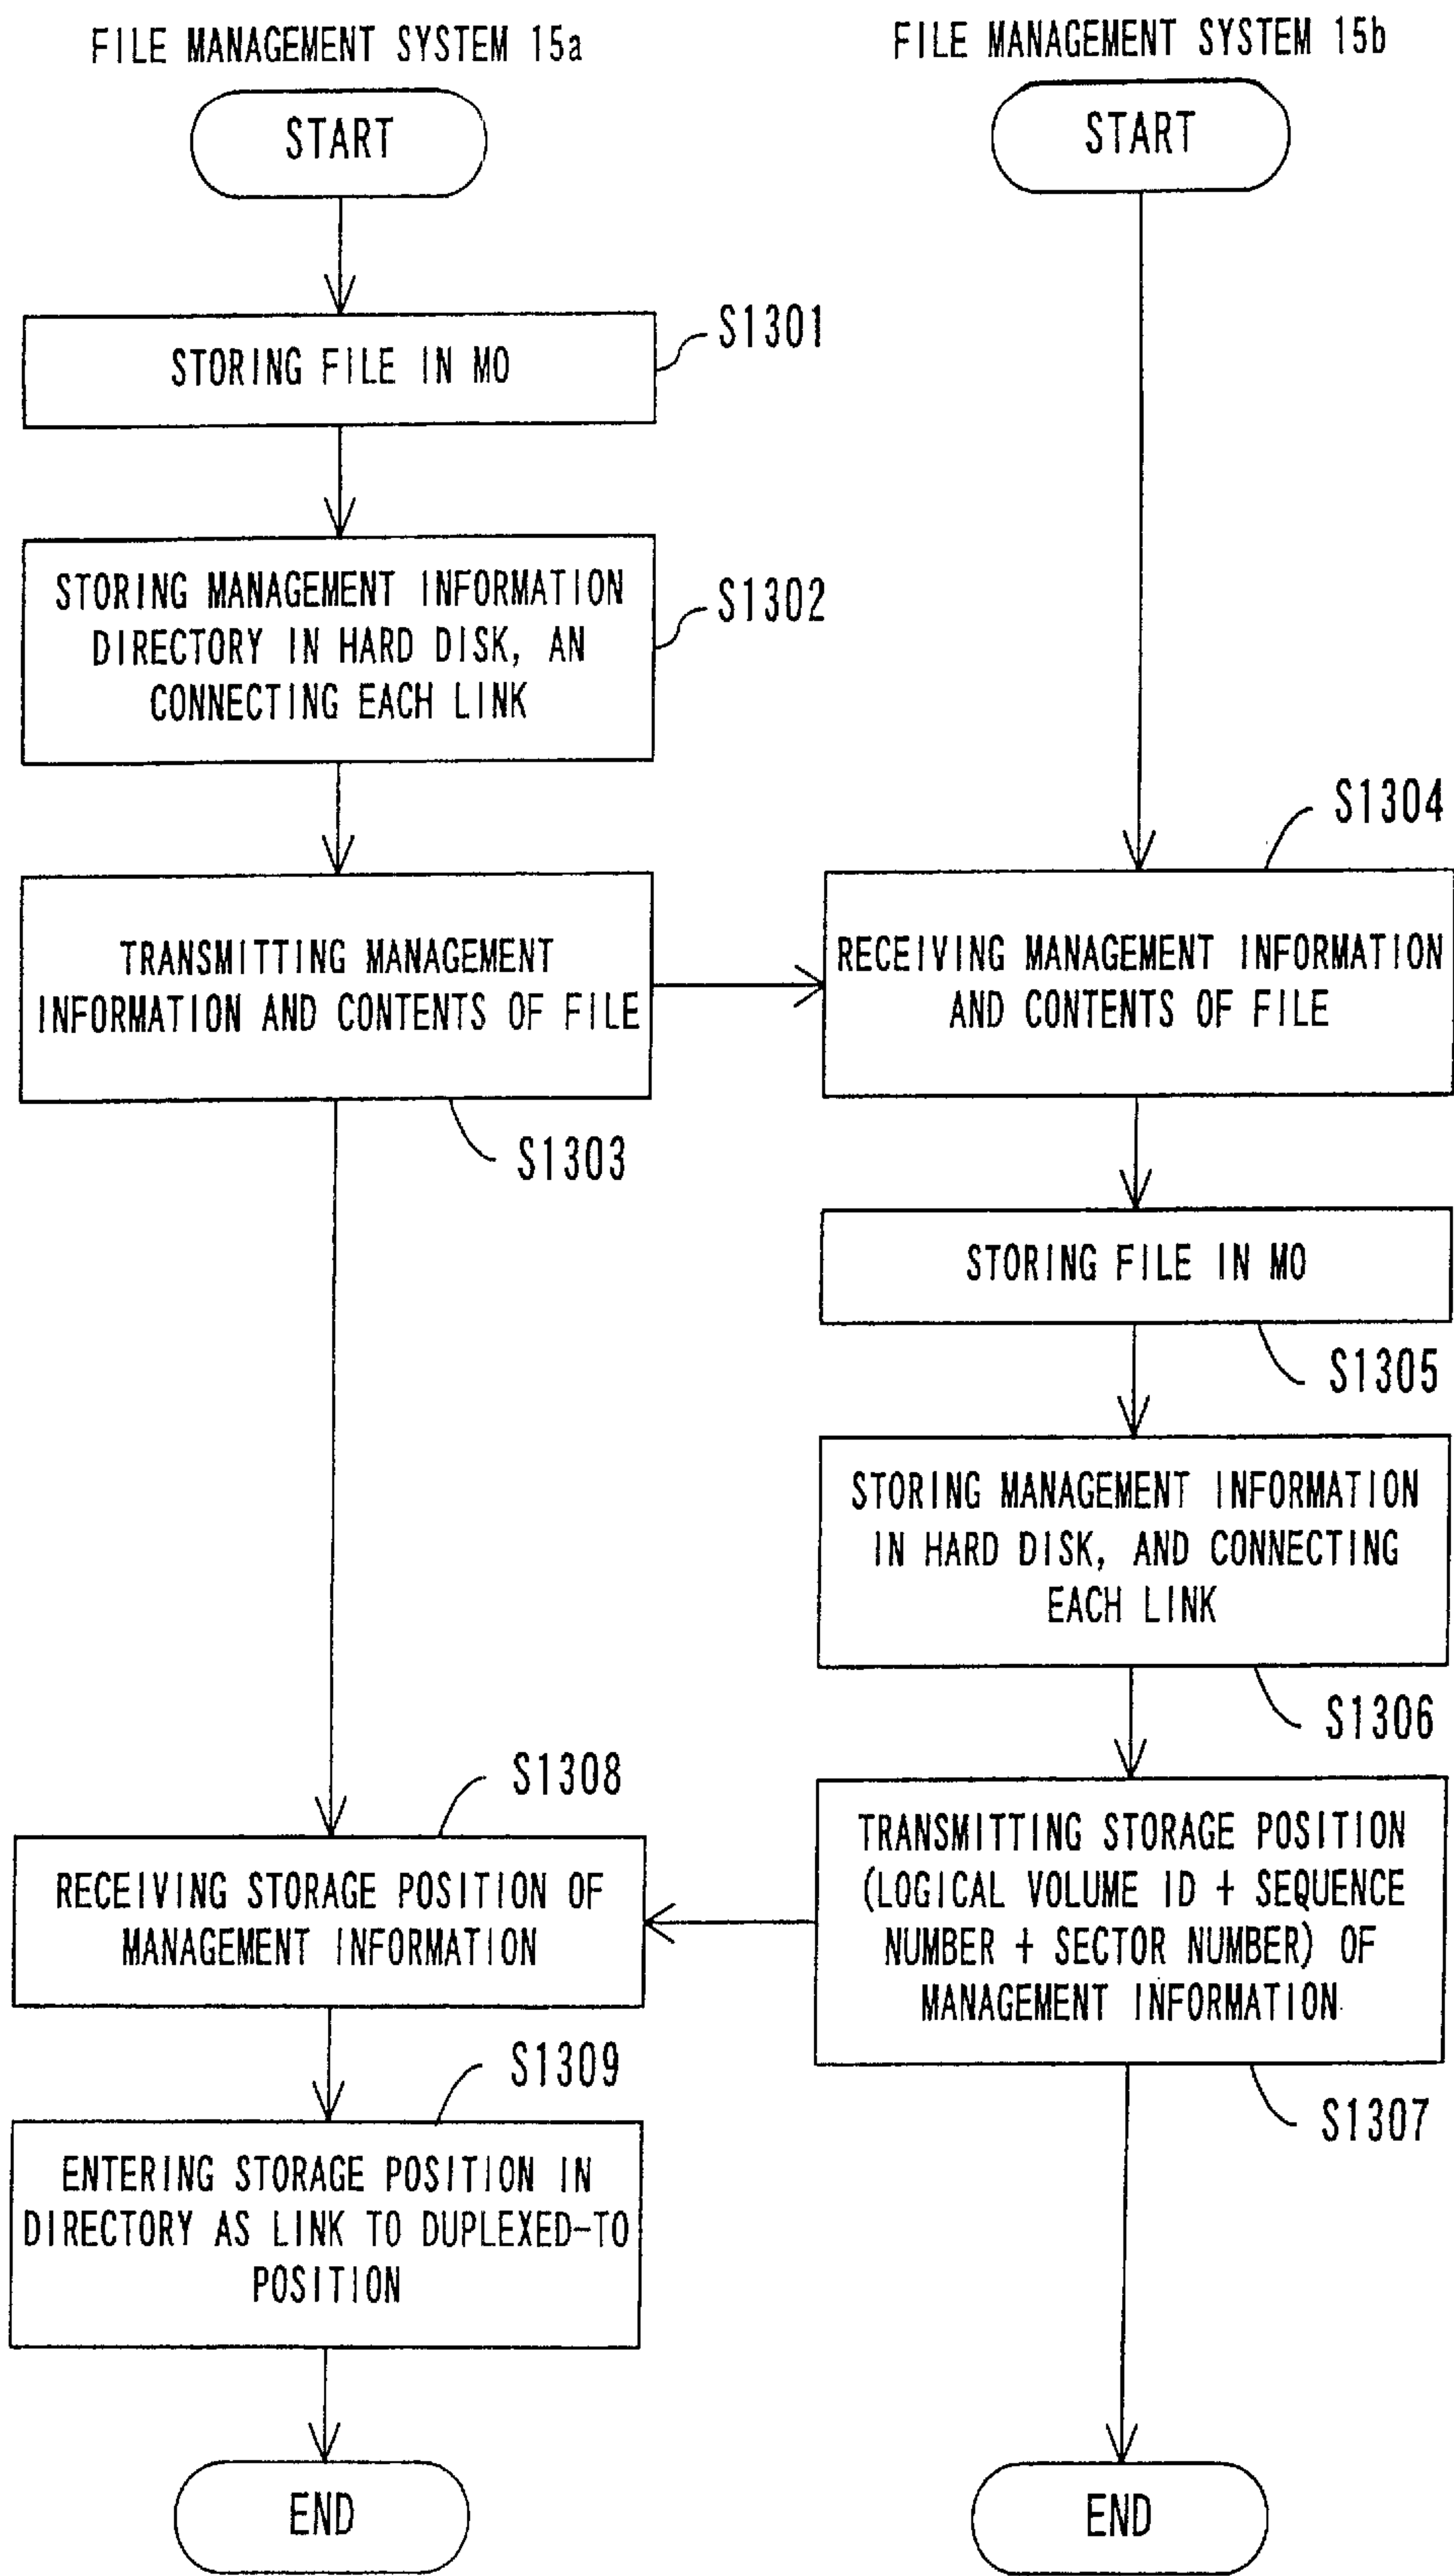 FILE MANAGEMENT SYSTEM 15a
START
STORING FILE IN MO
S1301
STORING MANAGEMENT INFORMATION
DIRECTORY IN HARD DISK, AN
CONNECTING EACH LINK
S1302
TRANSMITTING MANAGEMENT
INFORMATION AND CONTENTS OF FILE
S1303
FILE MANAGEMENT SYSTEM 15b
START
S1304
RECEIVING MANAGEMENT INFORMATION
AND CONTENTS OF FILE
STORING FILE IN MO
S1305
STORING MANAGEMENT INFORMATION
IN HARD DISK, AND CONNECTING
EACH LINK
S1306
TRANSMITTING STORAGE POSITION
(LOGICAL VOLUME ID + SEQUENCE
NUMBER + SECTOR NUMBER) OF
MANAGEMENT INFORMATION
S1307
END
S1308
RECEIVING STORAGE POSITION OF
MANAGEMENT INFORMATION
S1309
ENTERING STORAGE POSITION IN
DIRECTORY AS LINK TO DUPLEXED-TO
POSITION
END